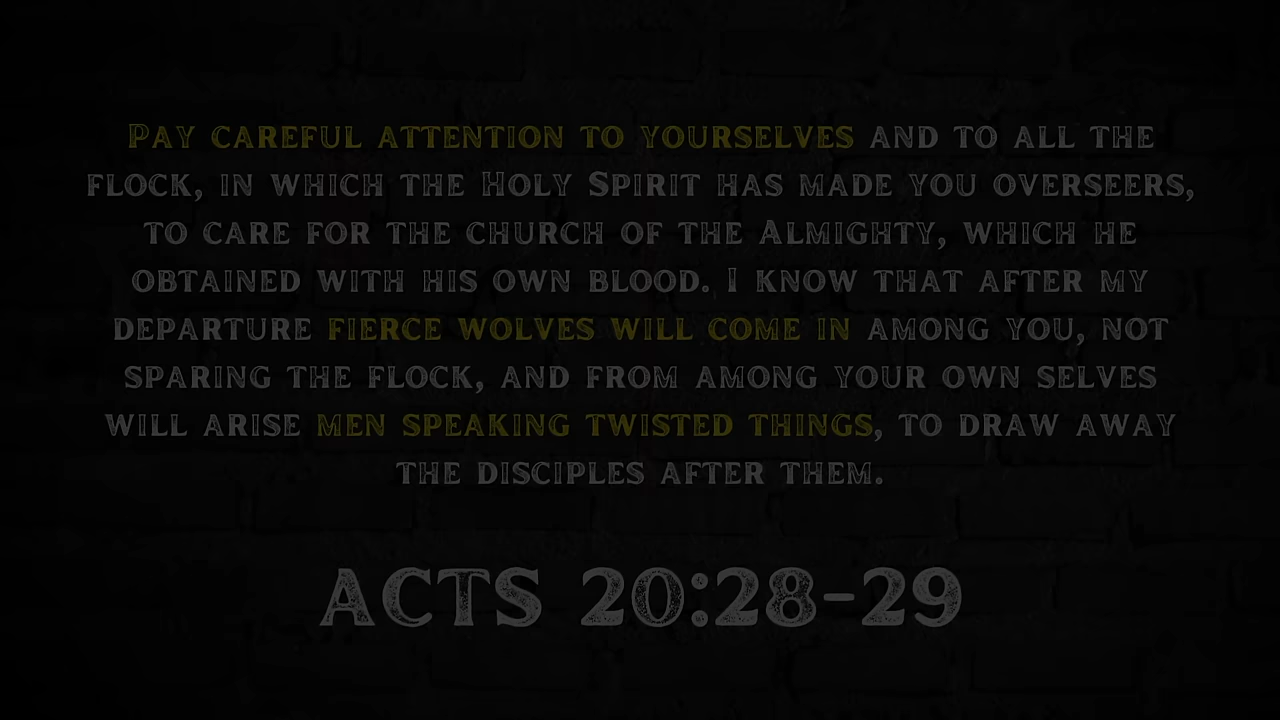 Pay careful attention to yourselves and to all the
flock, in which the Holy Spirit has made you overseers,
to care for the church of the Almighty, which he
obtained with his own blood. I know that after my
departure fierce wolves will come in among you, not
sparing the flock, and from among your own selves
will arise men speaking twisted things, to draw away
the disciples after them.
ACTS 20:28-29